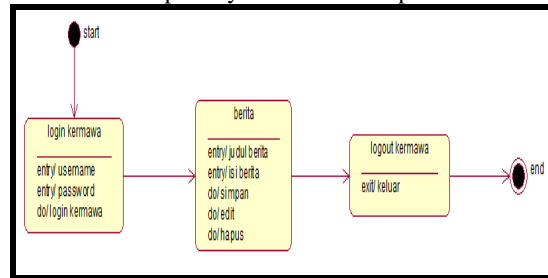 start
login kermawa
entry/ username
entry/ password
do/ login kermawa
berita
entry/ judul berita
entry/ isi berita
do/ simpan
do/ edit
do/ hapus
logout kermawa
exit/ keluar
end